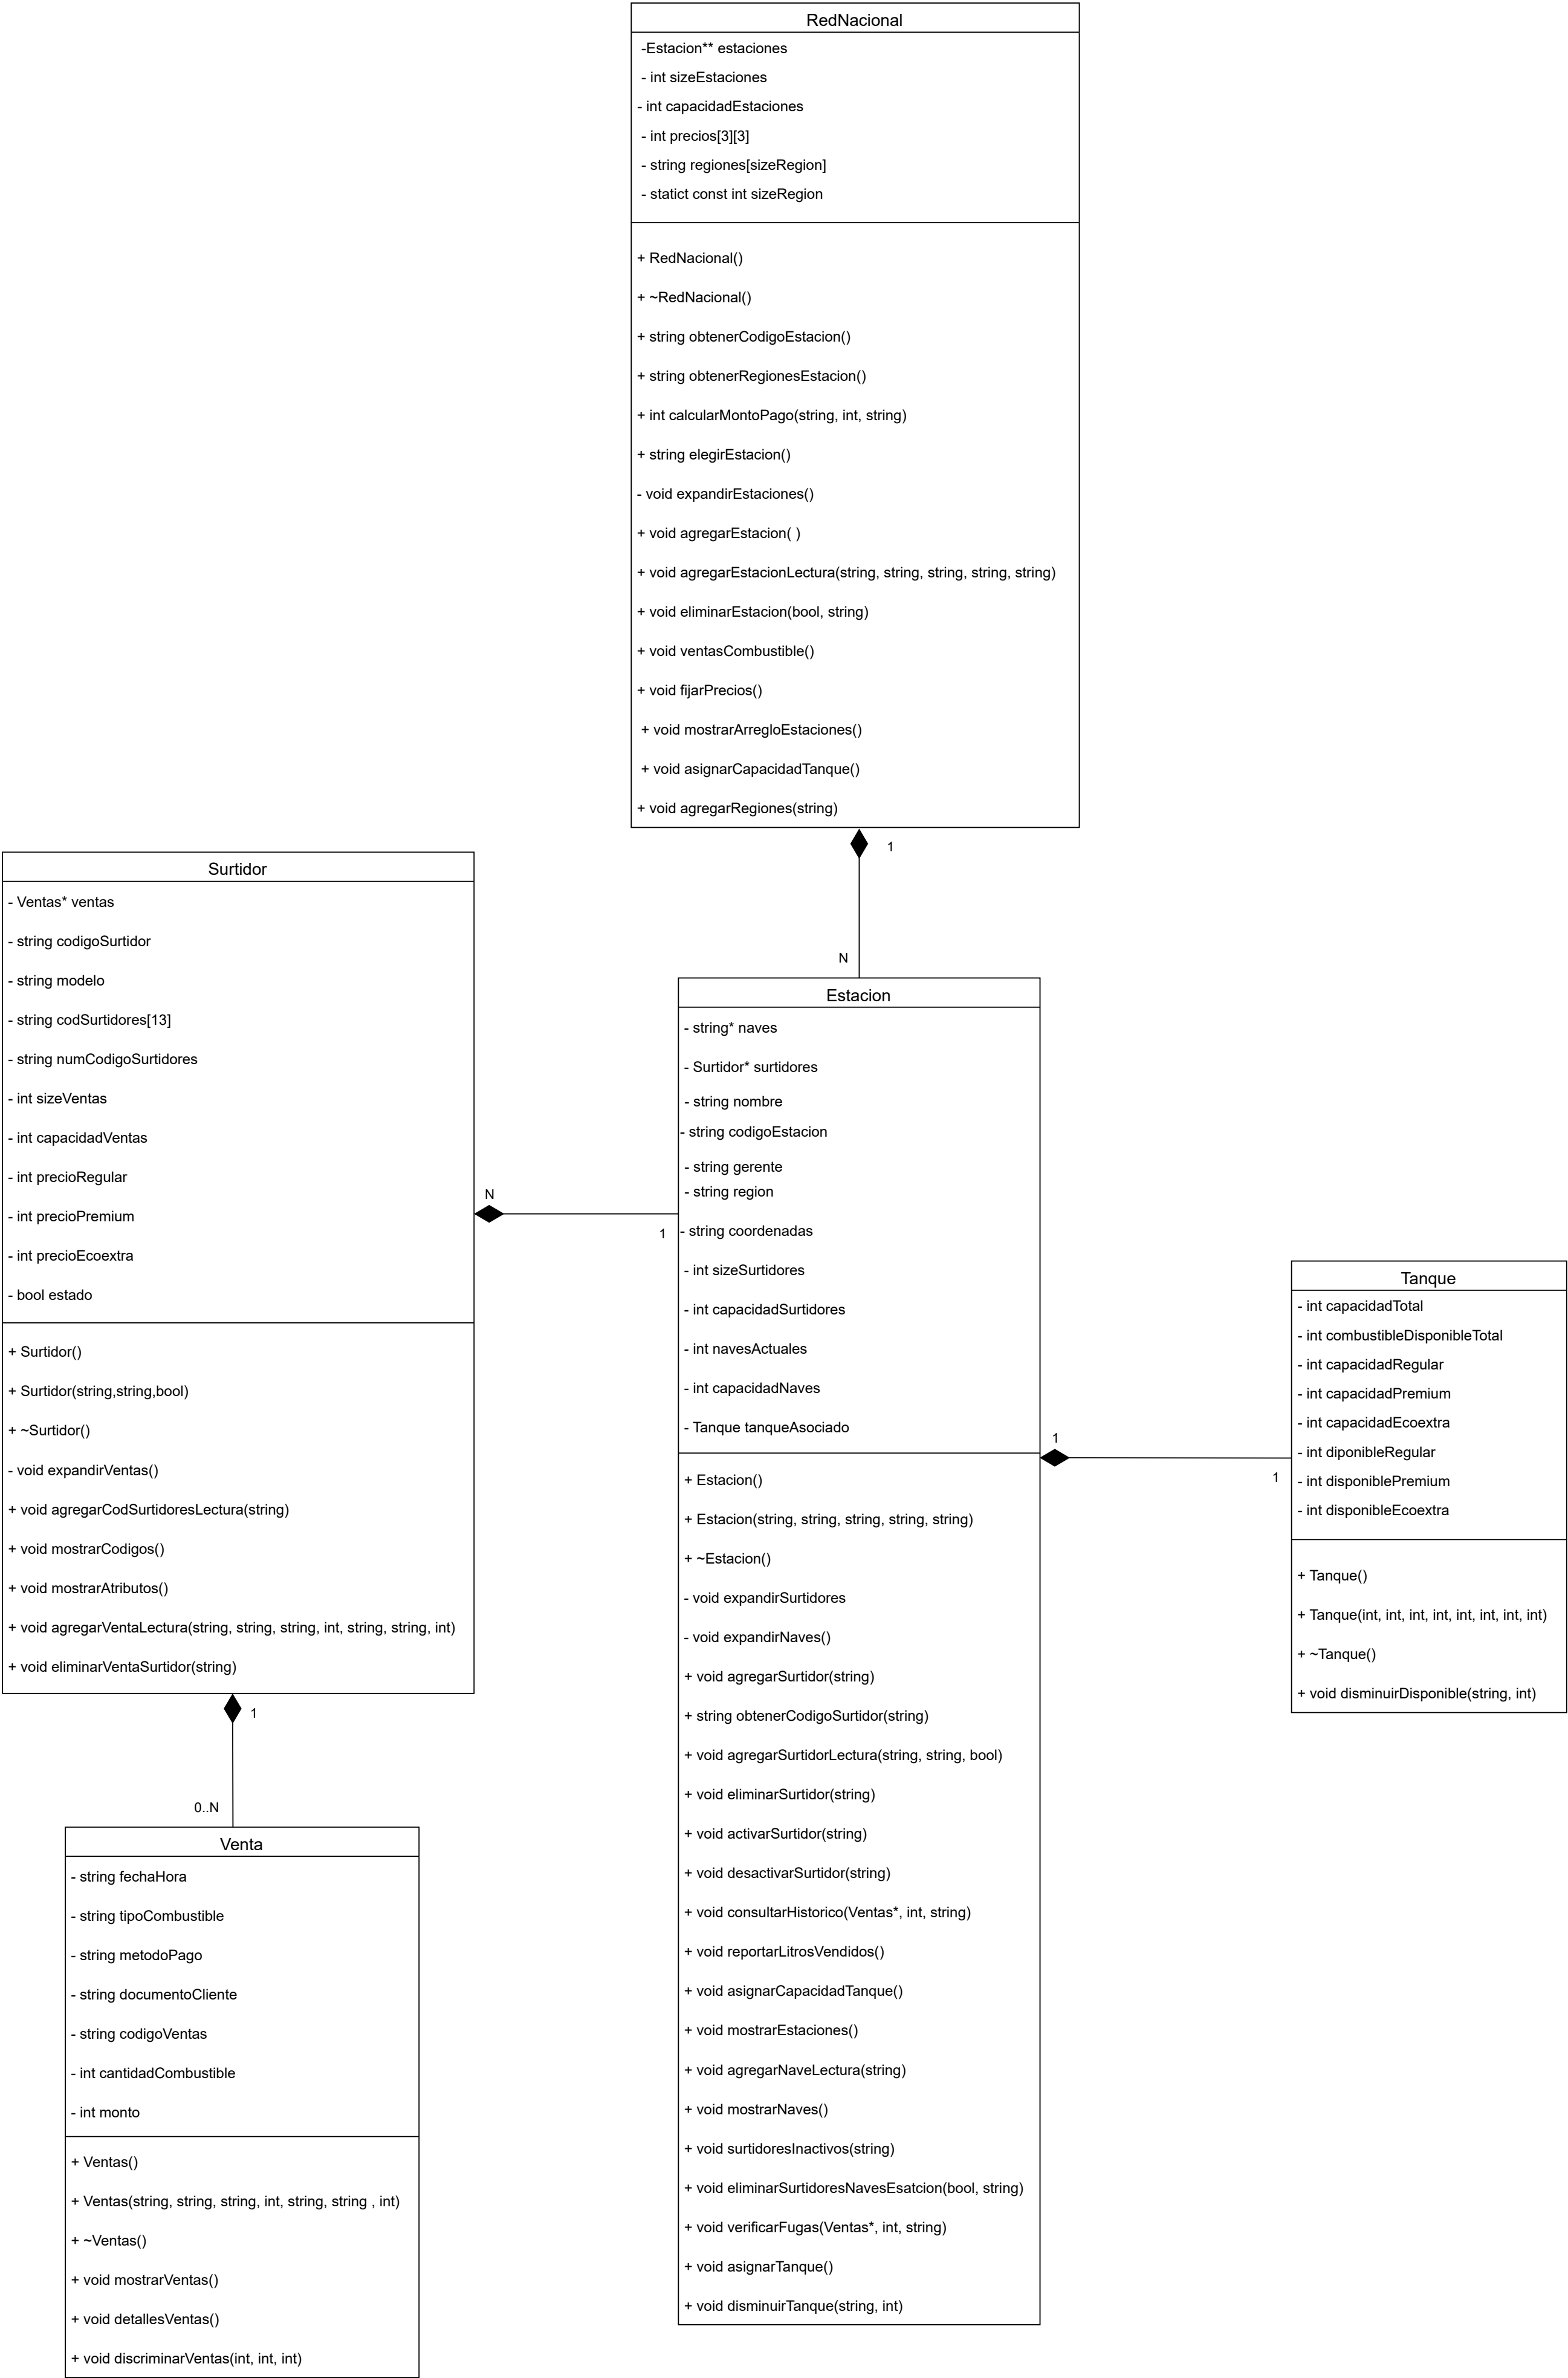 RedNacional
-Estacion** estaciones
- int sizeEstaciones
- int capacidadEstaciones
- int precios[3][3]
- string regiones[sizeRegion]
- statict const int sizeRegion
+ RedNacional()
+ ~RedNacional()
+ string obtenerCodigoEstacion()
+ string obtenerRegionesEstacion()
+ int calcularMontoPago(string, int, string)
+ string elegirEstacion()
- void expandirEstaciones()
+ void agregarEstacion( )
+ void agregarEstacionLectura(string, string, string, string, string)
+ void eliminarEstacion(bool, string)
+ void ventasCombustible()
+ void fijarPrecios()
+ void mostrarArregloEstaciones()
+ void asignarCapacidadTanque()
+ void agregarRegiones(string)
1
N
Surtidor
- Ventas* ventas
- string codigoSurtidor
- string modelo
- string codSurtidores[13]
- string numCodigoSurtidores
- int sizeVentas
- int capacidadVentas
- int precioRegular
- int precioPremium
- int precioEcoextra
- bool estado
+ Surtidor()
+ Surtidor(string,string,bool)
+ ~Surtidor()
- void expandirVentas()
+ void agregarCodSurtidoresLectura(string)
+ void mostrarCodigos()
+ void mostrarAtributos()
+ void agregarVentaLectura(string, string, string, int, string, string, int)
+ void eliminarVentaSurtidor(string)
N
1
Estacion
- string* naves
- Surtidor* surtidores
- string nombre
- string codigoEstacion
- string gerente
- string region
- string coordenadas
- int sizeSurtidores
- int capacidadSurtidores
- int navesActuales
- int capacidadNaves
- Tanque tanqueAsociado
+ Estacion()
+ Estacion(string, string, string, string, string)
+ ~Estacion()
- void expandirSurtidores
- void expandirNaves()
+ void agregarSurtidor(string)
+ string obtenerCodigoSurtidor(string)
+ void agregarSurtidorLectura(string, string, bool)
+ void eliminarSurtidor(string)
+ void activarSurtidor(string)
+ void desactivarSurtidor(string)
+ void consultarHistorico(Ventas*, int, string)
+ void reportarLitrosVendidos()
+ void asignarCapacidadTanque()
+ void mostrarEstaciones()
+ void agregarNaveLectura(string)
+ void mostrarNaves()
+ void surtidoresInactivos(string)
+ void eliminarSurtidoresNavesEsatcion(bool, string)
+ void verificarFugas(Ventas*, int, string)
+ void asignarTanque()
+ void disminuirTanque(string, int)
1
1
Tanque
- int capacidadTotal
- int combustibleDisponibleTotal
- int capacidadRegular
- int capacidadPremium
- int capacidadEcoextra
- int diponibleRegular
- int disponiblePremium
- int disponibleEcoextra
+ Tanque()
+ Tanque(int, int, int, int, int, int, int, int)
+ ~Tanque()
+ void disminuirDisponible(string, int)
1
0..N
Venta
- string fechaHora
- string tipoCombustible
- string metodoPago
- string documentoCliente
- string codigoVentas
- int cantidadCombustible
- int monto
+ Ventas()
+ Ventas(string, string, string, int, string, string , int)
+ ~Ventas()
+ void mostrarVentas()
+ void detallesVentas()
+ void discriminarVentas(int, int, int)